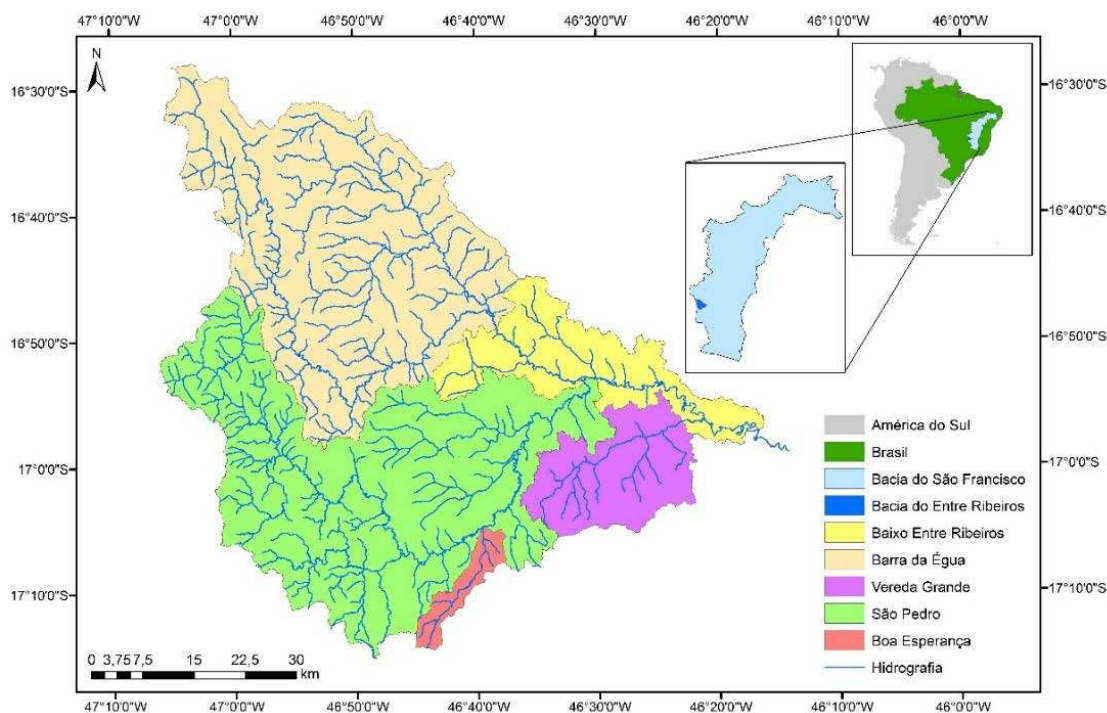 47°10'0"W 47°0'0"W 46°50'0"W 46°40'0"W 46°30'0"W 46°20'0"W 46°10'0"W 46°0'0"W
N
16°30'0"S 16°30'0"S
16°40'0"S 16°40'0"S
16°50'0"S 16°50'0"S
17°0'0"S 17°0'0"S
17°10'0"S 17°10'0"S
América do Sul
Brasil
Bacia do São Francisco
Bacia do Entre Ribeiros
Baixo Entre Ribeiros
Barra da Égua
Vereda Grande
São Pedro
Boa Esperança
Hidrografia
0 3,75 7,5 15 22,5 30
km
47°10'0"W 47°0'0"W 46°50'0"W 46°40'0"W 46°30'0"W 46°20'0"W 46°10'0"W 46°0'0"W